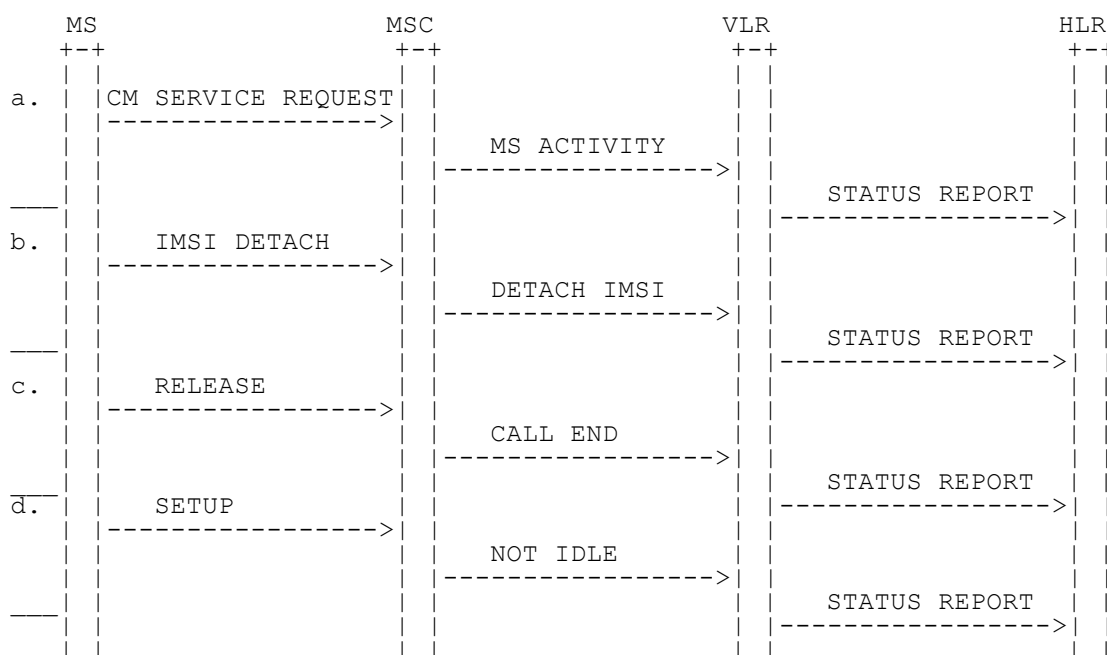 MS MSC VLR HLR
a. CM SERVICE REQUEST
MS ACTIVITY
STATUS REPORT
b. IMSI DETACH
DETACH IMSI
STATUS REPORT
c. RELEASE
CALL END
STATUS REPORT
d. SETUP
NOT IDLE
STATUS REPORT